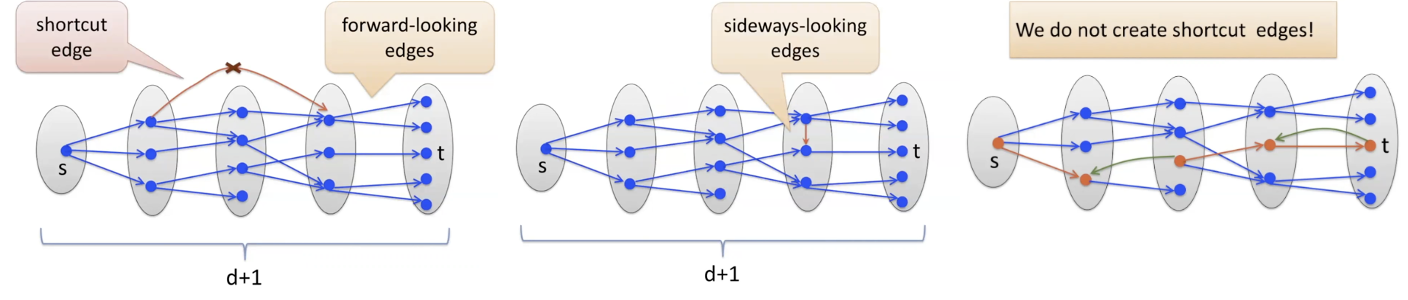 shortcut
edge
forward-looking
edges
s
t
d+1
sideways-looking
edges
s
t
d+1
We do not create shortcut edges!
s
t